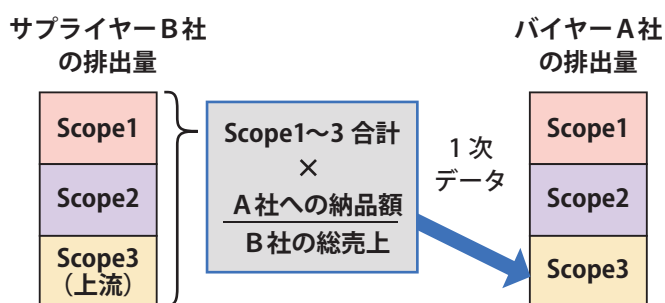 サプライヤーB社
の排出量
Scope1
Scope2
Scope3
（上流）
Scope1～3 合計
×
A社への納品額
B社の総売上
1次
データ
バイヤーA社
の排出量
Scope1
Scope2
Scope3